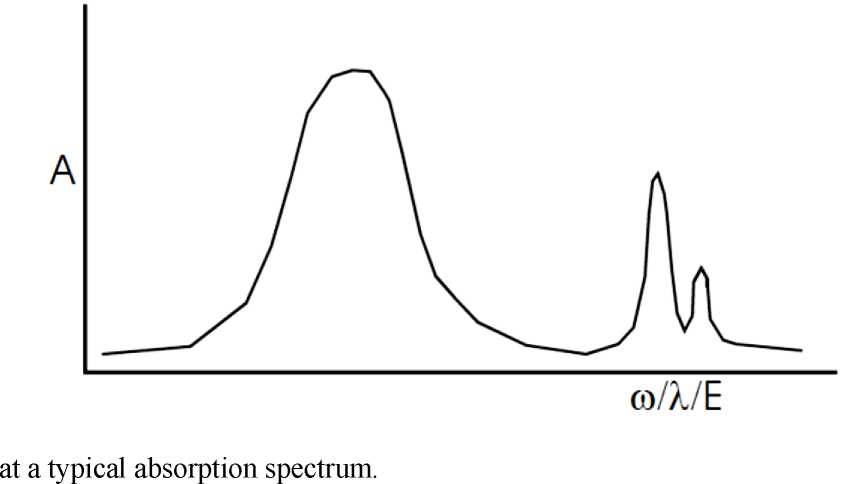 A
ω/λ/E
at a typical absorption spectrum.